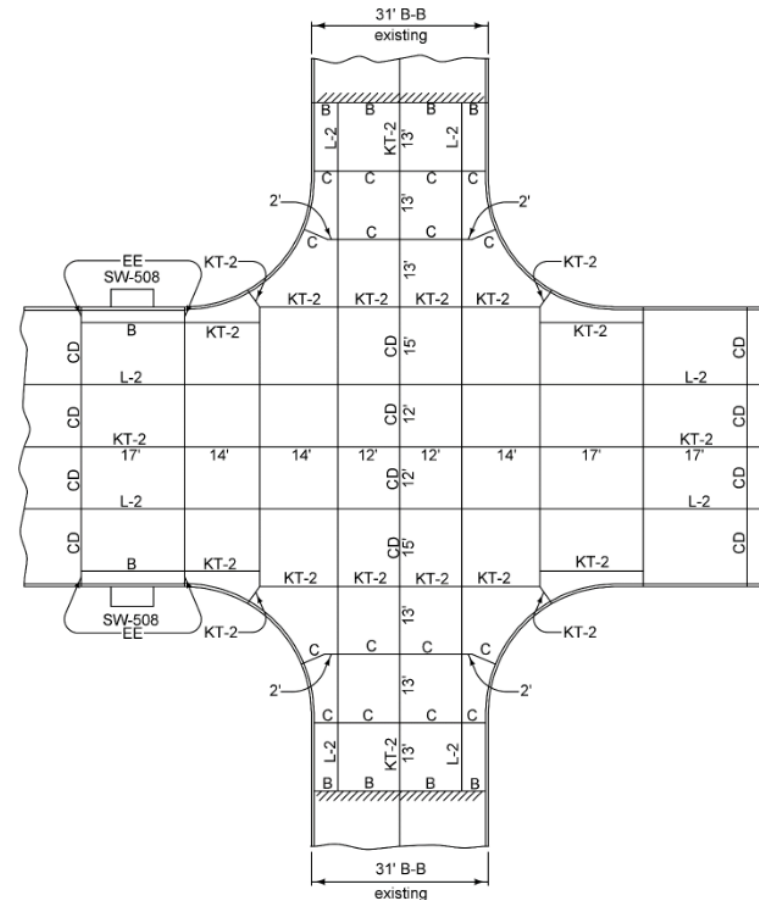 31' B-B
existing
B B B B
L-2 KT-2 13' L-2
C C C C
2' 13' 2'
C C C C
EE KT-2 13' KT-2
SW-508
KT-2 KT-2 KT-2 KT-2
B KT-2 KT-2
CD CD 15' CD
L-2 L-2
CD CD 12' CD
KT-2 KT-2
17' 14' 14' 12' 12' 14' 17' 17'
CD CD 12' CD
L-2 L-2
CD CD 15' CD
B KT-2 KT-2
KT-2 KT-2 KT-2 KT-2
SW-508
EE KT-2 13' KT-2
C C C C
2' 13' 2'
C C C C
L-2 KT-2 13' L-2
B B B B
31' B-B
existing